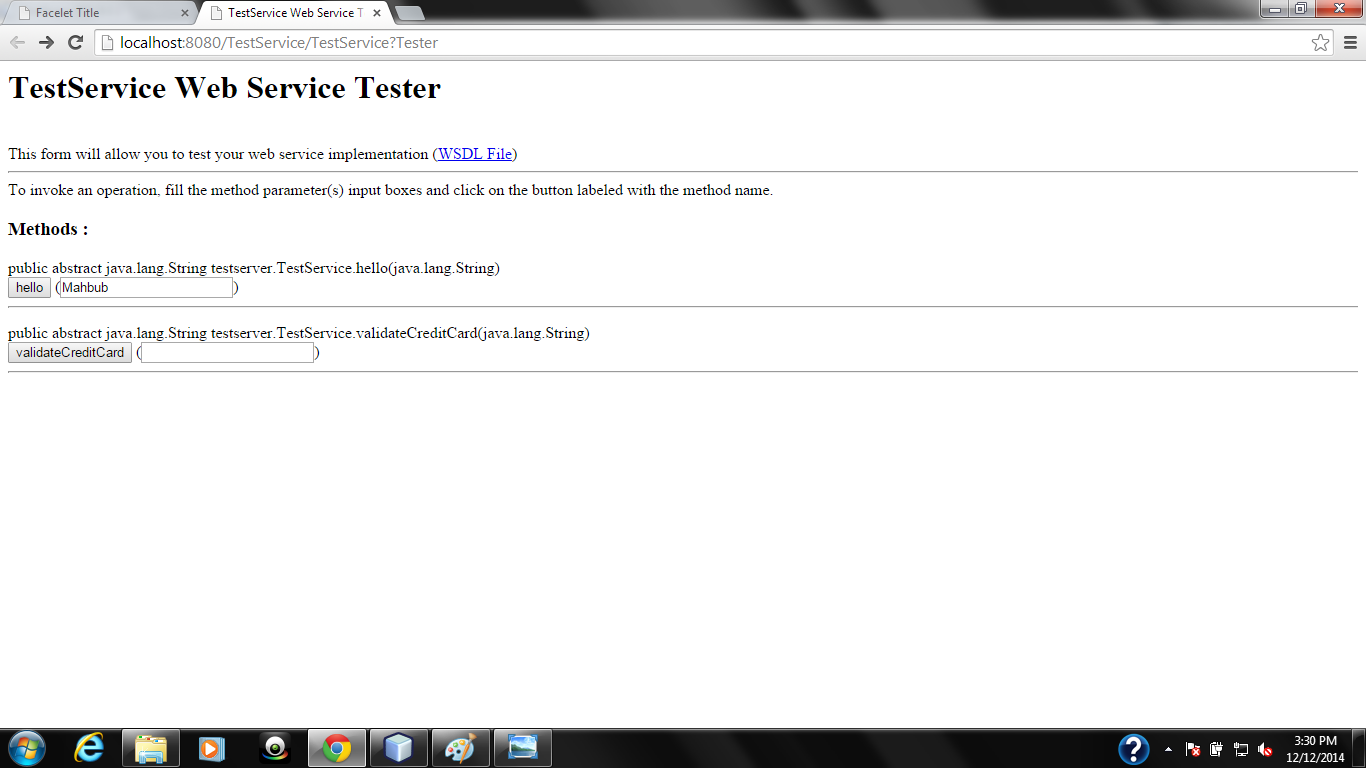 Facelet Title
TestService Web Service T
localhost:8080/TestService/TestService?Tester
TestService Web Service Tester
This form will allow you to test your web service implementation (WSDL File)
To invoke an operation, fill the method parameter(s) input boxes and click on the button labeled with the method name.
Methods :
public abstract java.lang.String testserver.TestService.hello(java.lang.String)
hello (Mahbub)
public abstract java.lang.String testserver.TestService.validateCreditCard(java.lang.String)
validateCreditCard ()
3:30 PM
12/12/2014